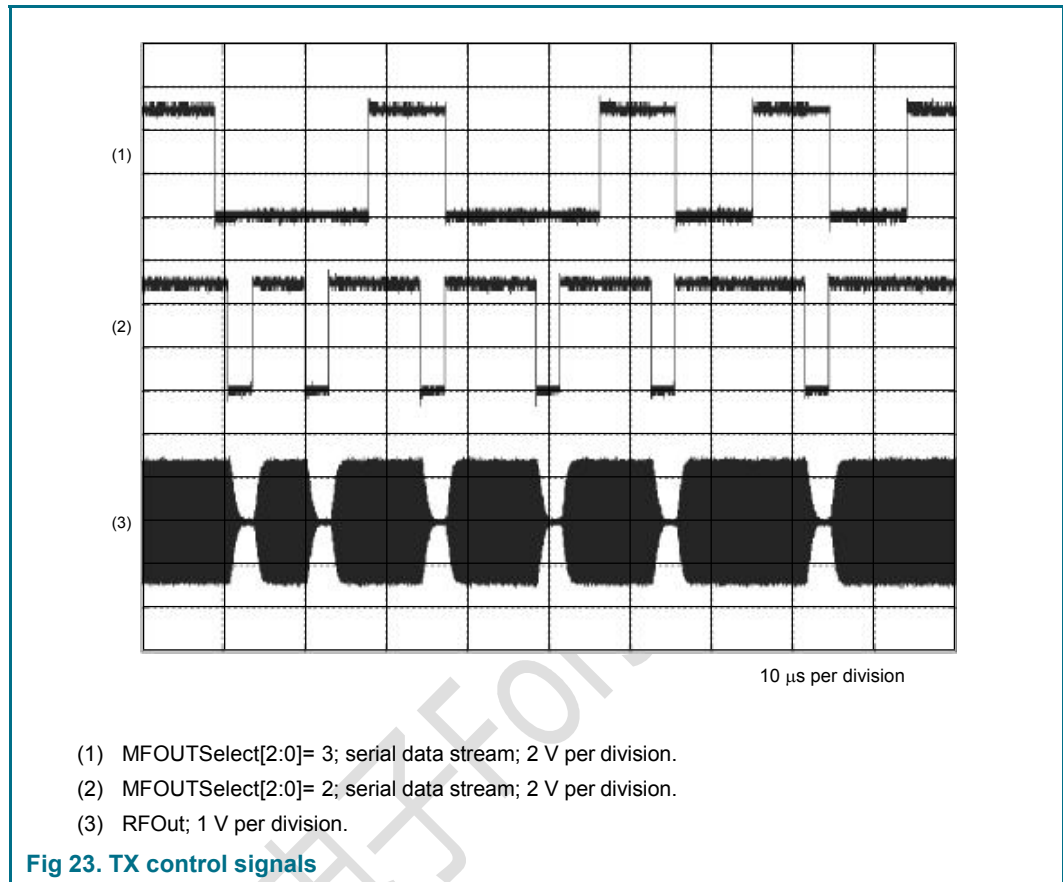 (1)
(2)
(3)
10 μs per division
(1) MFOUTSelect[2:0]= 3; serial data stream; 2 V per division.
(2) MFOUTSelect[2:0]= 2; serial data stream; 2 V per division.
(3) RFOut; 1 V per division.
Fig 23. TX control signals